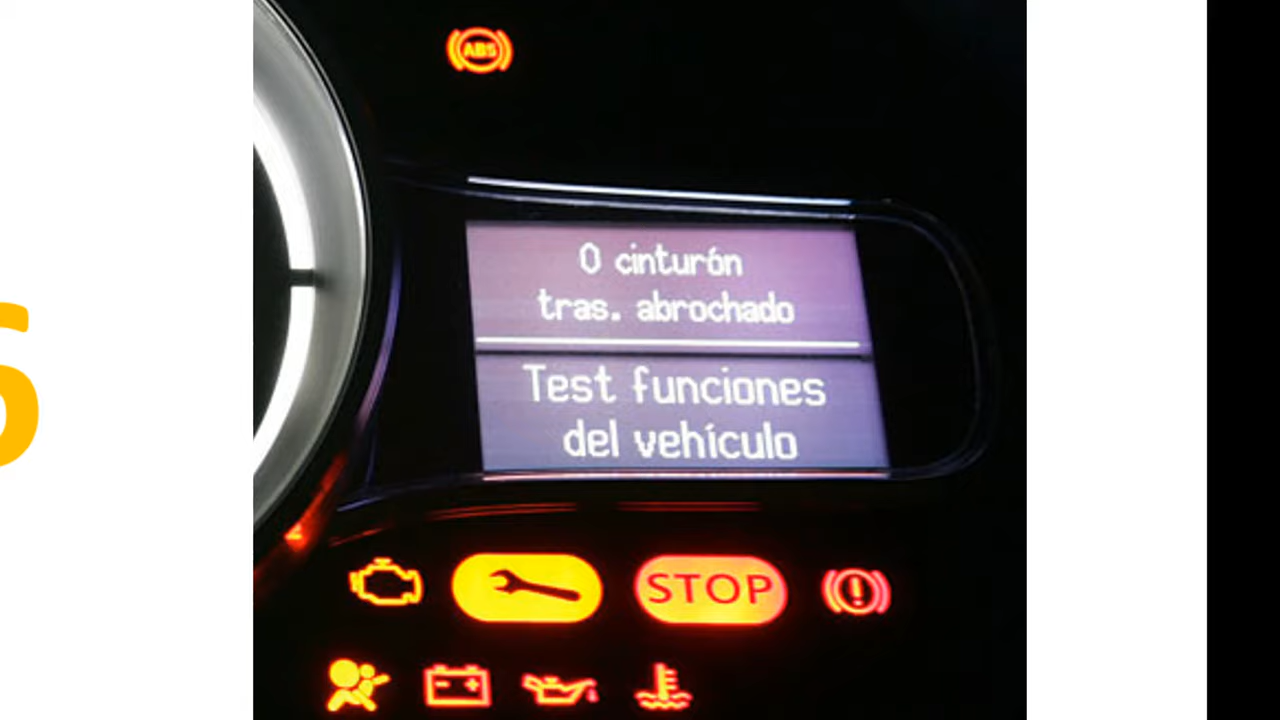 ABS
0 cinturón
tras. abrochado
Test funciones
del vehículo
STOP